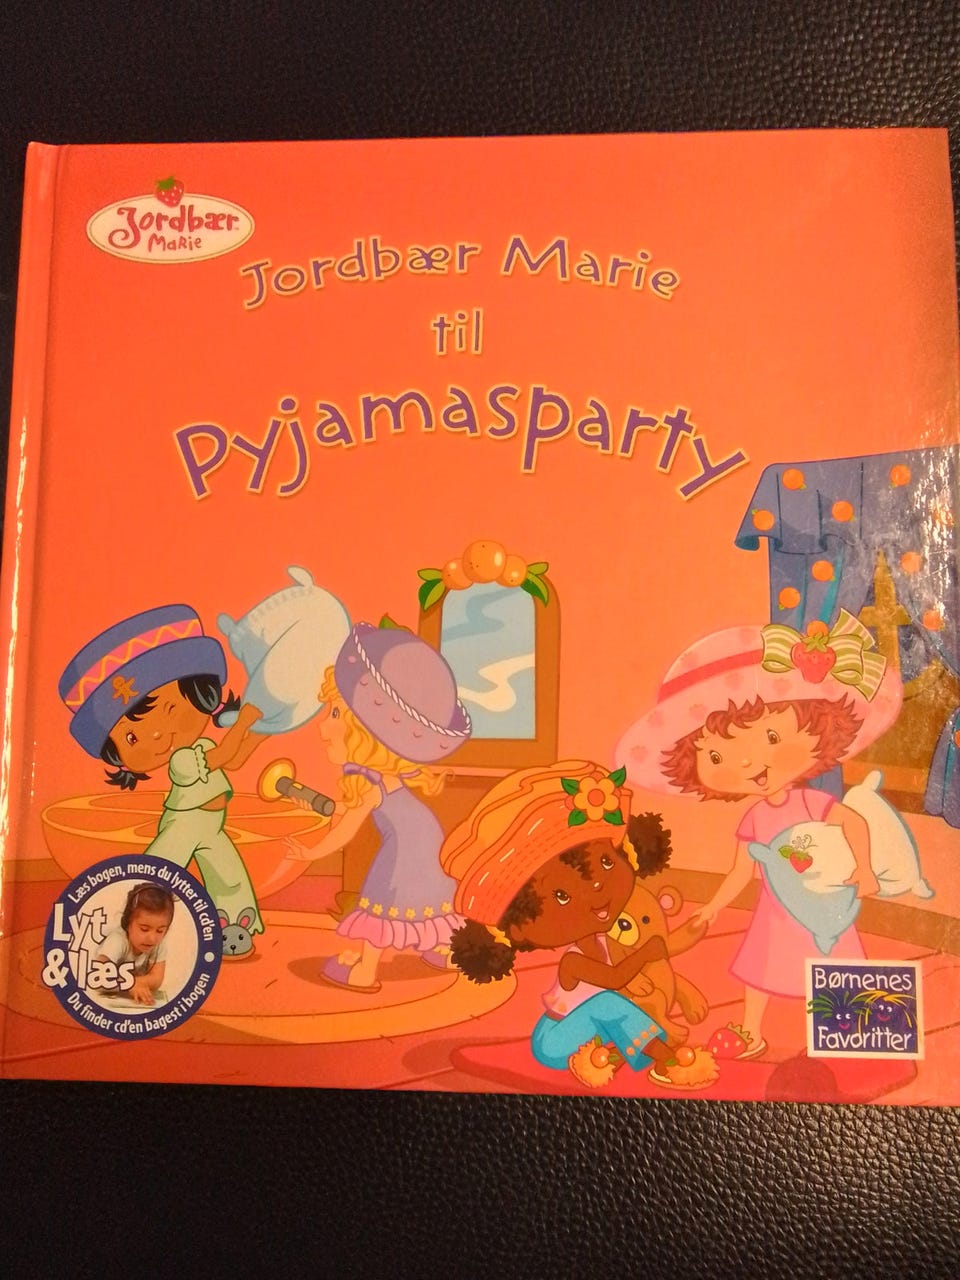 Jordbær
Marie
Jordbær Marie
til
Pyjamasparty
Læs bogen, mens du lytter til cd'en
Lyt
& læs
Du finder cd'en bagest i bogen
Børnenes
Favoritter